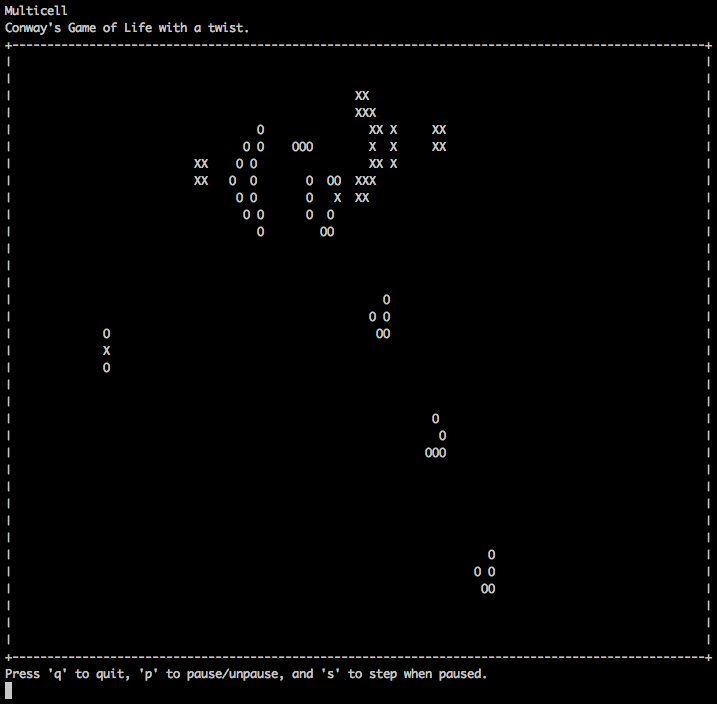 Multicell
Conway's Game of Life with a twist.
XX
XXX
O XX X XX
O O OOO X X XX
XX O O XX X
XX O O O OO XXX
O O O X XX
O O O O
O OO
O
O O
O OO
X
O
O
O
OOO
O
O O
OO
Press 'q' to quit, 'p' to pause/unpause, and 's' to step when paused.